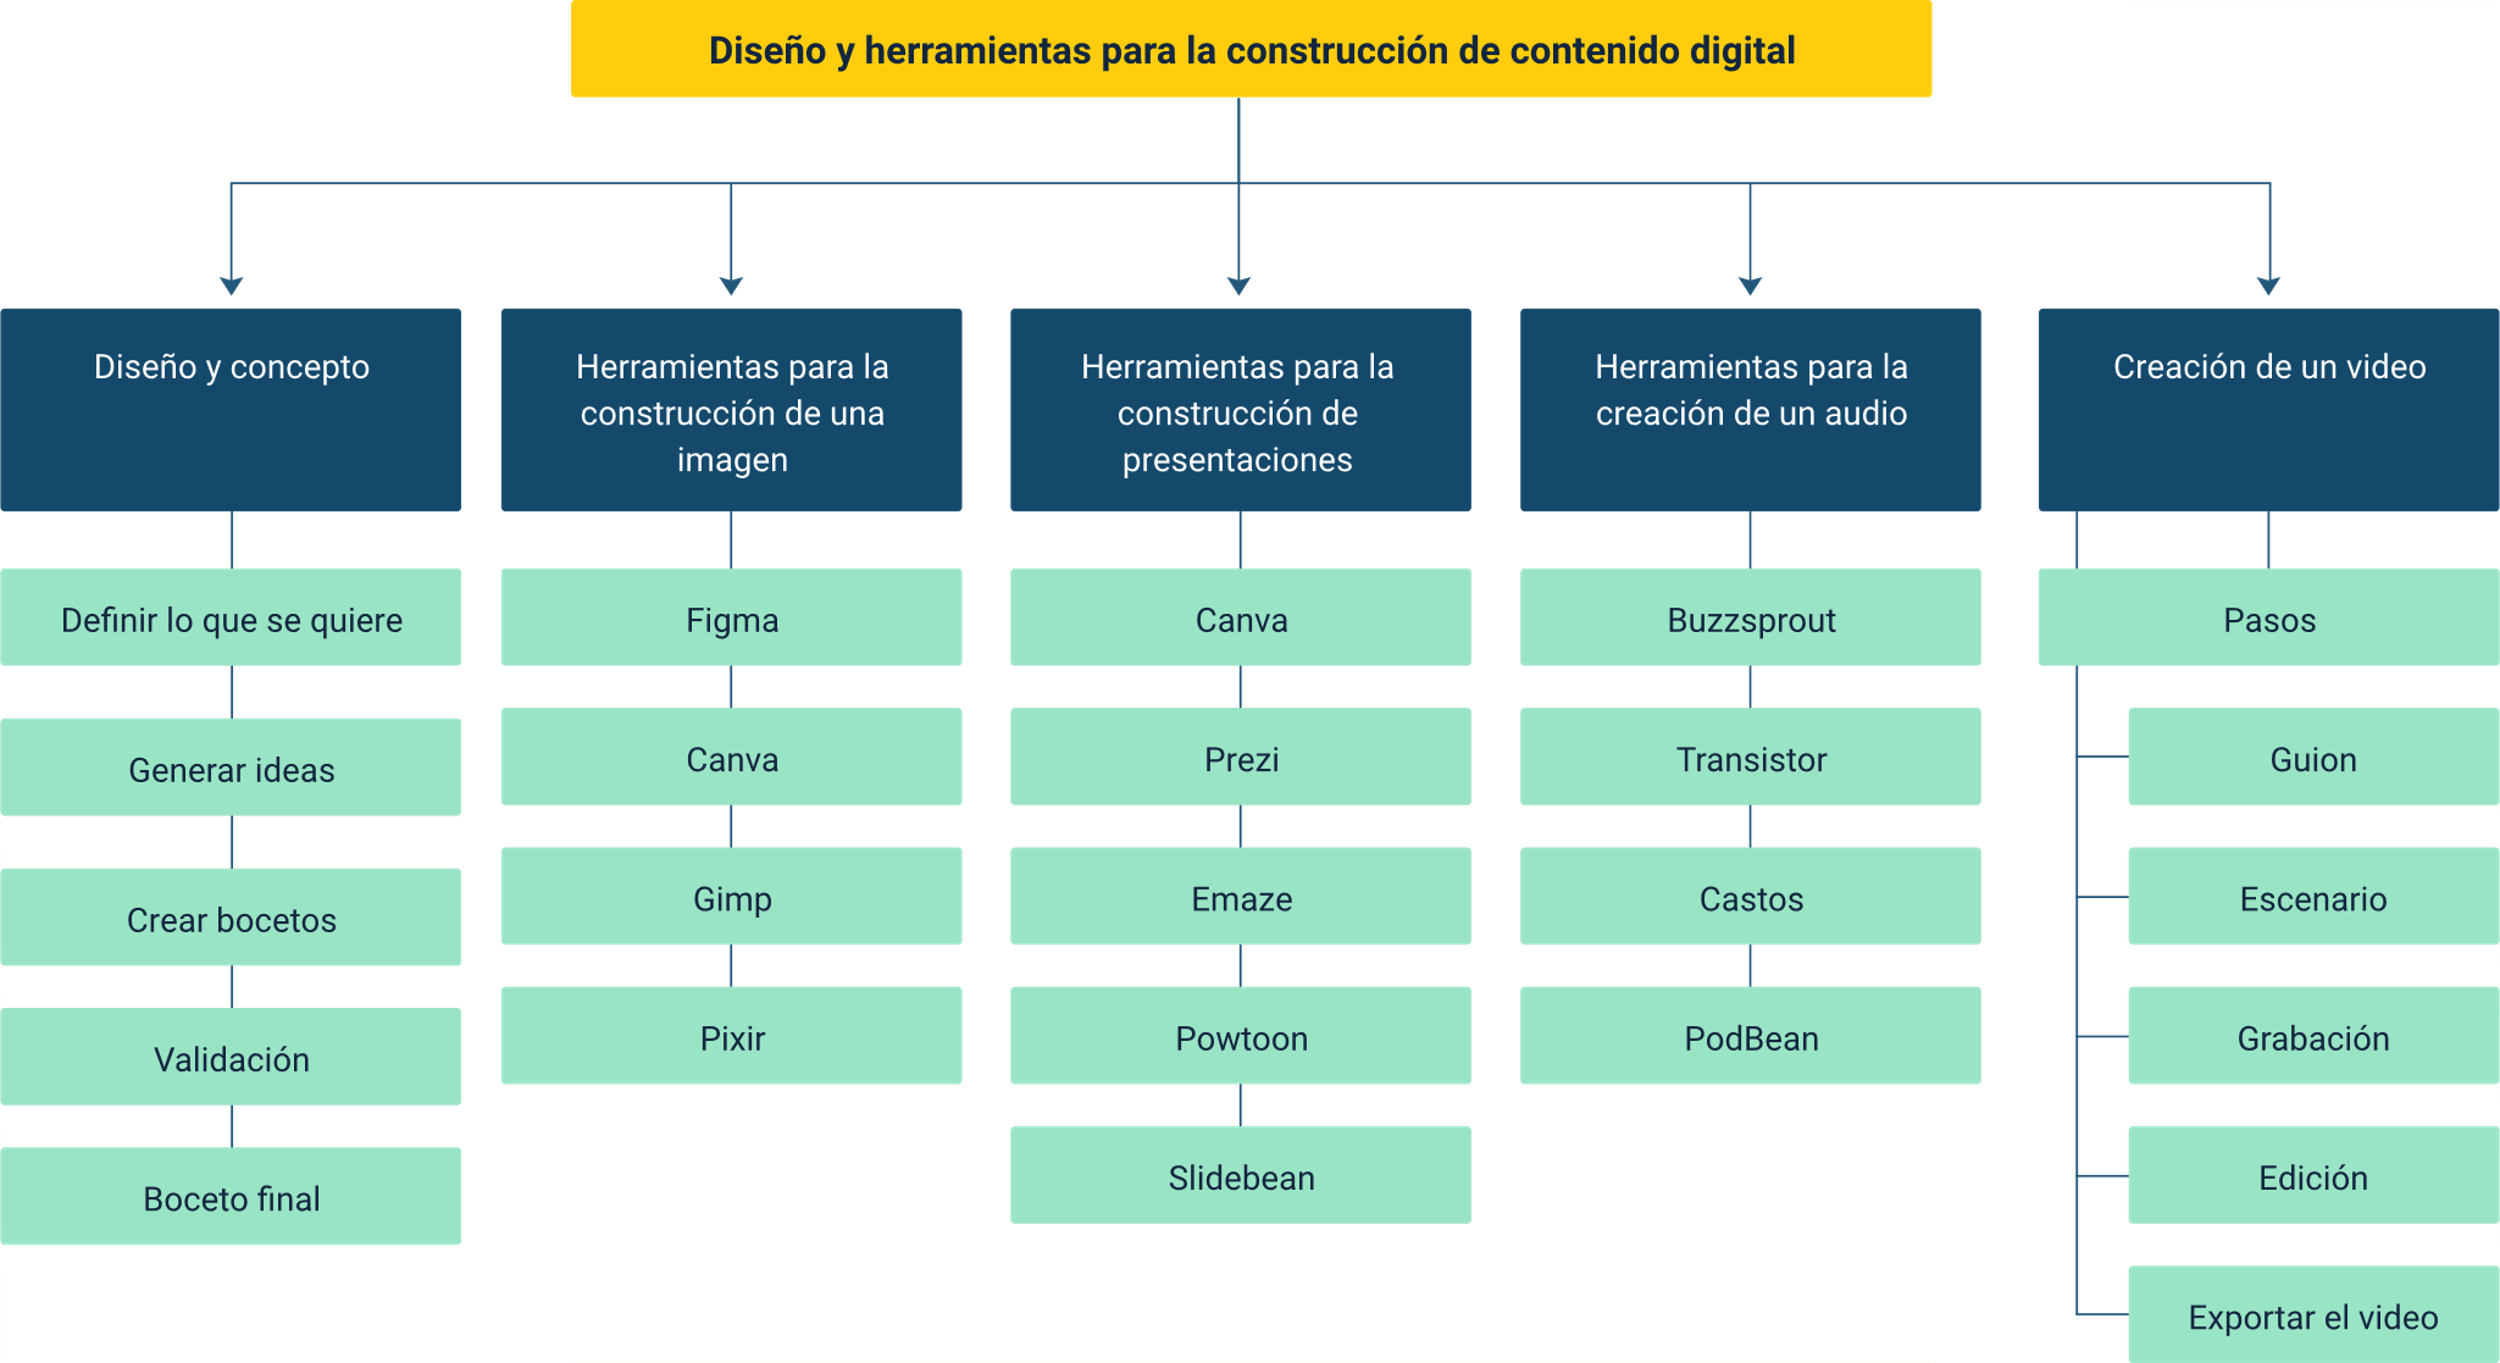 Diseño y herramientas para la construcción de contenido digital
Diseño y concepto
Definir lo que se quiere
Generar ideas
Crear bocetos
Validación
Boceto final
Herramientas para la
construcción de una
imagen
Figma
Canva
Gimp
Pixir
Herramientas para la
construcción de
presentaciones
Canva
Prezi
Emaze
Powtoon
Slidebean
Herramientas para la
creación de un audio
Buzzsprout
Transistor
Castos
PodBean
Creación de un video
Pasos
Guion
Escenario
Grabación
Edición
Exportar el video